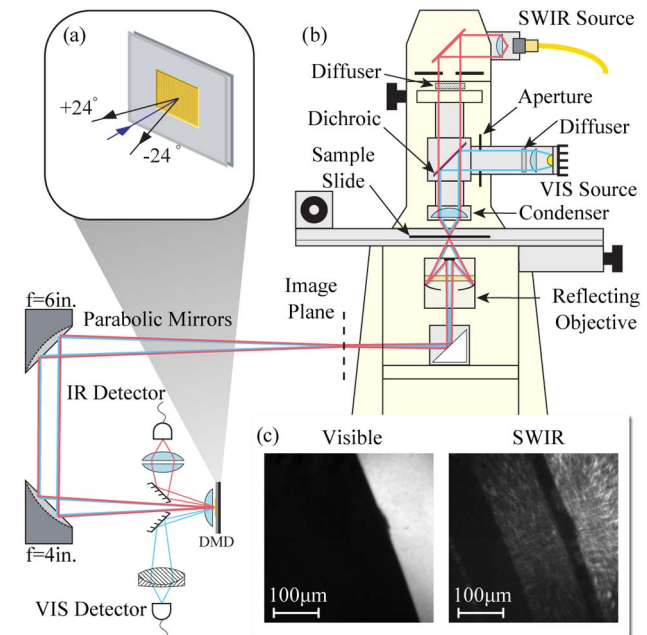 (a)
+24°
-24°
(b)
SWIR Source
Diffuser
Aperture
Dichroic
Diffuser
Sample
Slide
VIS Source
Condenser
Image
Plane
Reflecting
Objective
f=6in.
Parabolic Mirrors
IR Detector
DMD
f=4in.
VIS Detector
(c)
Visible
SWIR
100μm
100μm